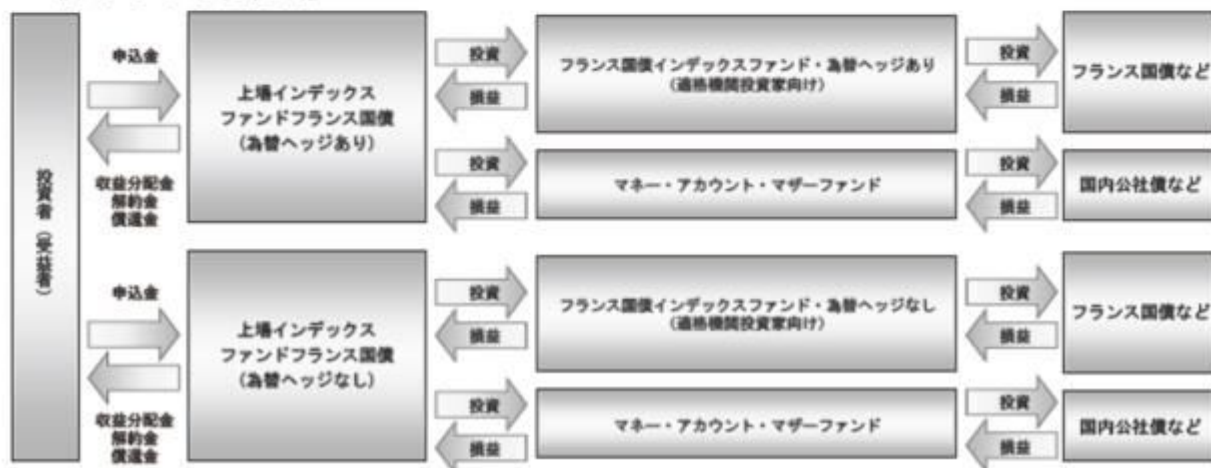 投資者（受益者）
申込金
収益分配金
解約金
償還金
上場インデックス
ファンドフランス国債
（為替ヘッジあり）
投資
損益
フランス国債インデックスファンド・為替ヘッジあり
（適格機関投資家向け）
投資
損益
フランス国債など
投資
損益
マネー・アカウント・マザーファンド
投資
損益
国内公社債など
申込金
収益分配金
解約金
償還金
上場インデックス
ファンドフランス国債
（為替ヘッジなし）
投資
損益
フランス国債インデックスファンド・為替ヘッジなし
（適格機関投資家向け）
投資
損益
フランス国債など
投資
損益
マネー・アカウント・マザーファンド
投資
損益
国内公社債など